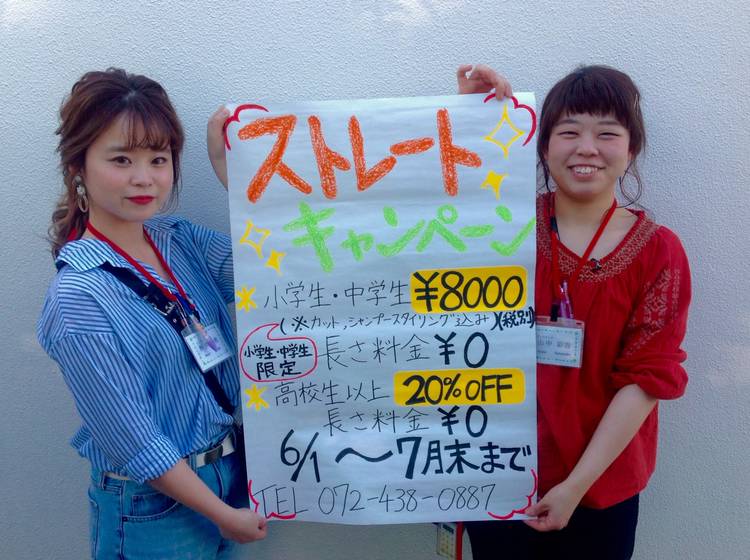 ストレート
キャンペーン
小学生・中学生 ¥8000
(※カット,シャンプースタイリング込み)(税別)
小学生・中学生
限定
長さ料金 ¥0
高校生以上 20%OFF
長さ料金 ¥0
6/1〜7月末まで
TEL 072-438-0887